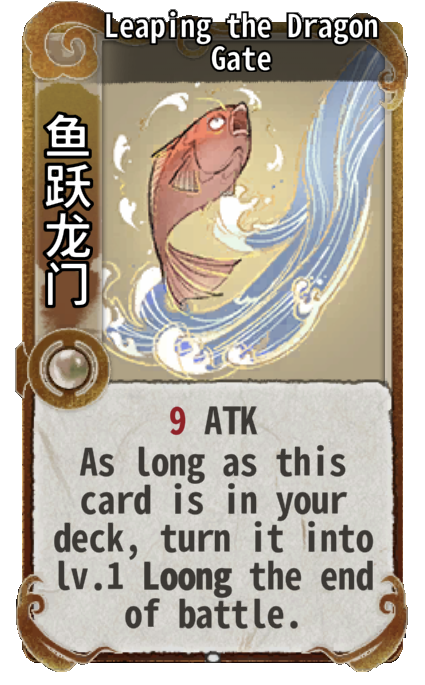 Leaping the Dragon
Gate
鱼跃龙门
9 ATK
As long as this
card is in your
deck, turn it into
lv.1 Loong the end
of battle.